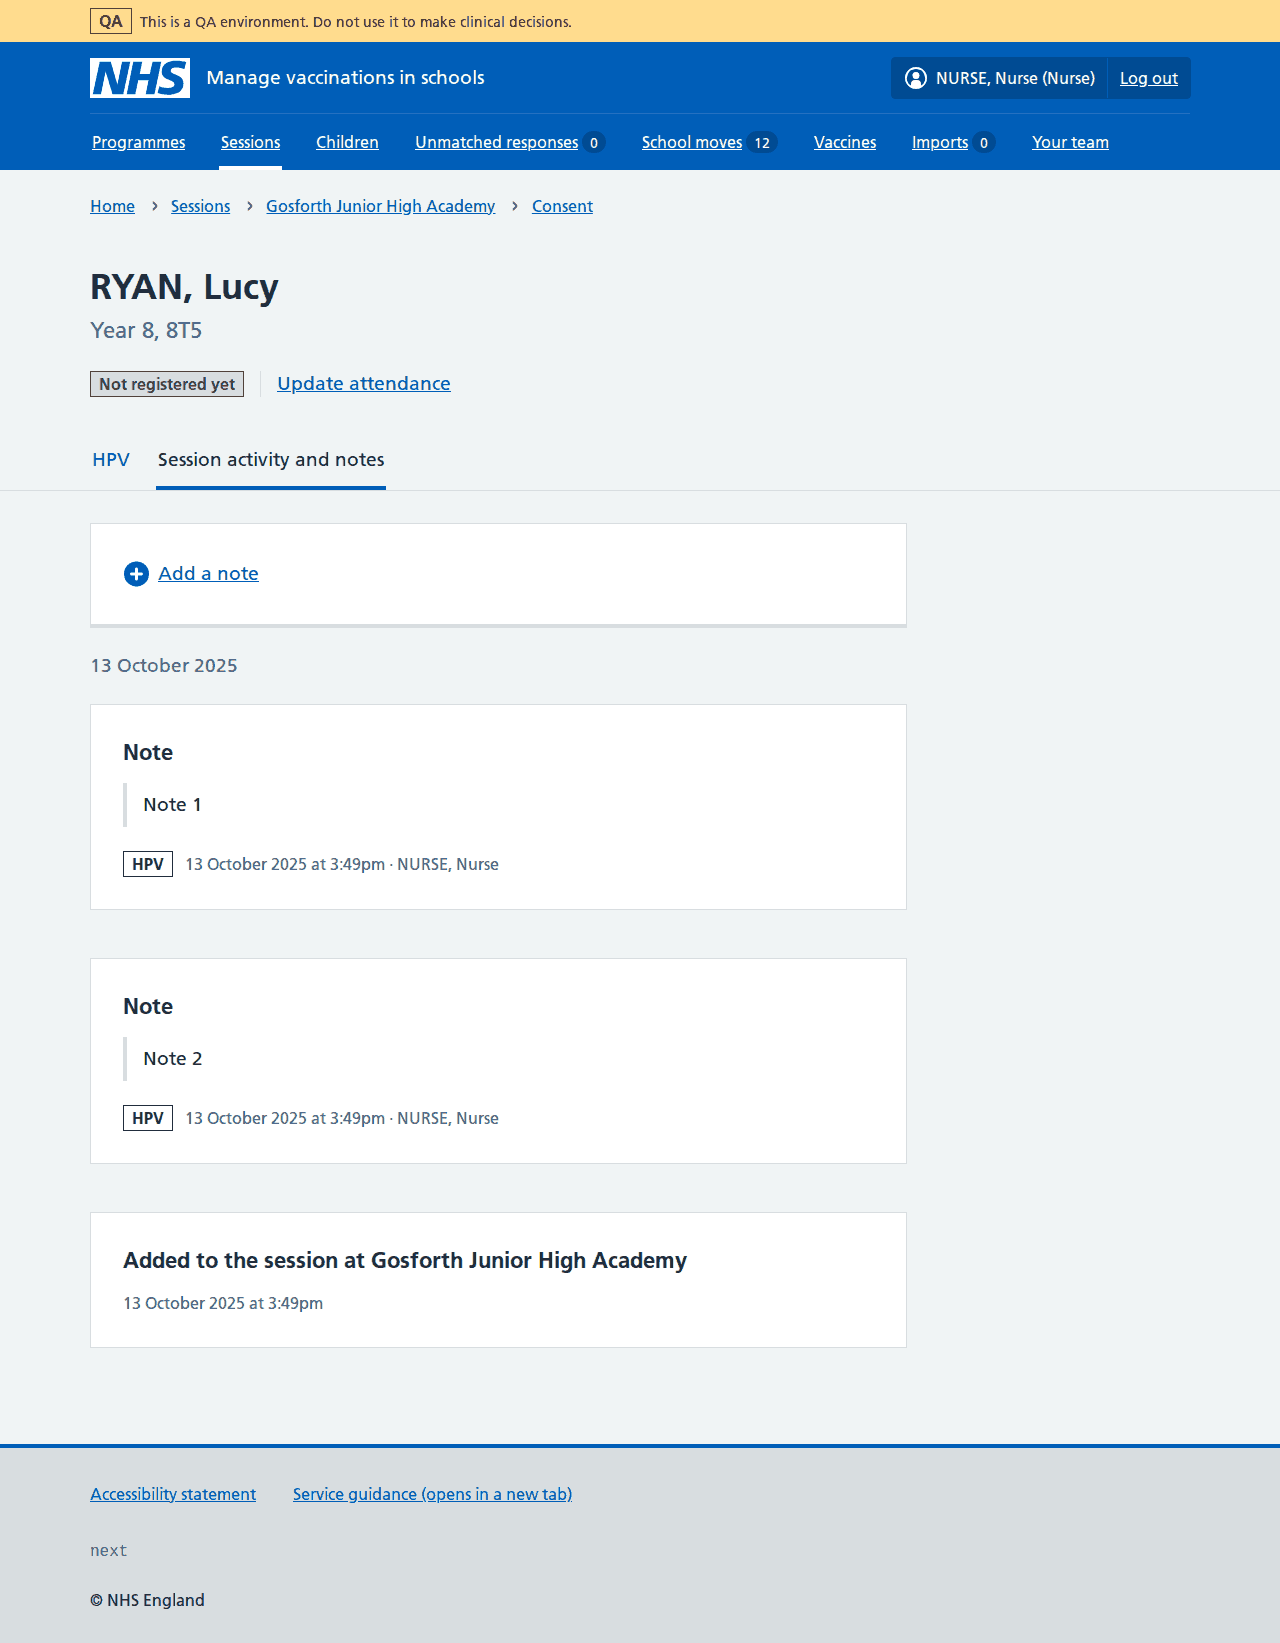 QA This is a QA environment. Do not use it to make clinical decisions.
NHS Manage vaccinations in schools NURSE, Nurse (Nurse) Log out
Programmes Sessions Children Unmatched responses 0 School moves 12 Vaccines Imports 0 Your team
Home Sessions Gosforth Junior High Academy Consent
RYAN, Lucy
Year 8, 8T5
Not registered yet Update attendance
HPV Session activity and notes
Add a note
13 October 2025
Note
Note 1
HPV 13 October 2025 at 3:49pm · NURSE, Nurse
Note
Note 2
HPV 13 October 2025 at 3:49pm · NURSE, Nurse
Added to the session at Gosforth Junior High Academy
13 October 2025 at 3:49pm
Accessibility statement Service guidance (opens in a new tab)
next
© NHS England